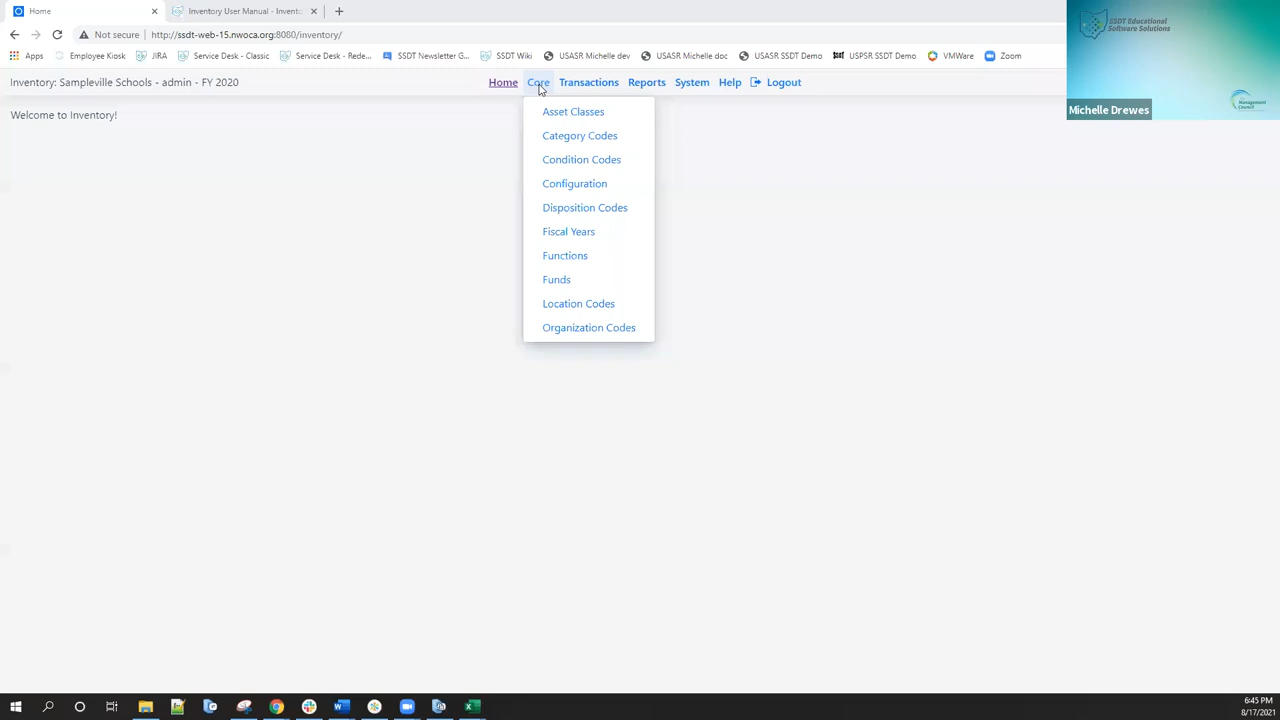 Home
Inventory User Manual - Invento
Not secure
http://ssdt-web-15.nwoca.org:8080/inventory/
Apps
Employee Kiosk
JIRA
Service Desk - Classic
Service Desk - Rede...
SSDT Newsletter G...
SSDT Wiki
USASR Michelle dev
USASR Michelle doc
USASR SSDT Demo
USPSR SSDT Demo
VMWare
Zoom
SSDT Educational
Software Solutions
Management
Council
Michelle Drewes
Inventory: Sampleville Schools - admin - FY 2020
Home
Core
Transactions
Reports
System
Help
Logout
Welcome to Inventory!
Asset Classes
Category Codes
Condition Codes
Configuration
Disposition Codes
Fiscal Years
Functions
Funds
Location Codes
Organization Codes
6:45 PM
8/17/2021